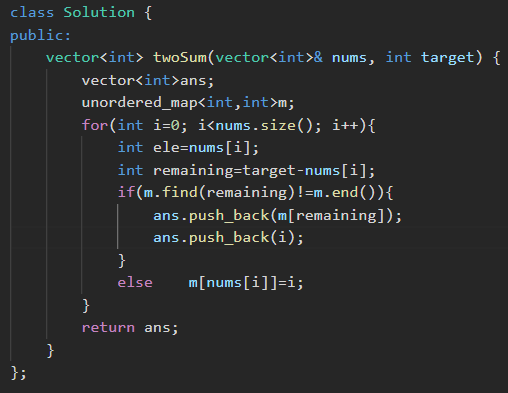 class Solution {
public:
    vector<int> twoSum(vector<int>& nums, int target) {
        vector<int>ans;
        unordered_map<int,int>m;
        for(int i=0; i<nums.size(); i++){
            int ele=nums[i];
            int remaining=target-nums[i];
            if(m.find(remaining)!=m.end()){
                ans.push_back(m[remaining]);
                ans.push_back(i);
            }
            else    m[nums[i]]=i;
        }
        return ans;
    }
};